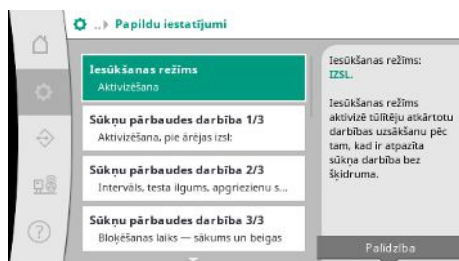 ..▸ Papildu iestatījumi
Iesūkšanas režīms
Aktivizēšana
Sūkņu pārbaudes darbība 1/3
Aktivizēšana, pie ārējas izsl:
Sūkņu pārbaudes darbība 2/3
Intervāls, testa ilgums, apgriezienu s...
Sūkņu pārbaudes darbība 3/3
Bloķēšanas laiks — sākums un beigas
Iesūkšanas režīms:
IZSL.
Iesūkšanas režīms
aktivizē tūlītēju atkārtotu
darbības uzsākšanu pēc
tam, kad ir atpazīta
sūkņa darbība bez
šķidruma.
Palīdzība